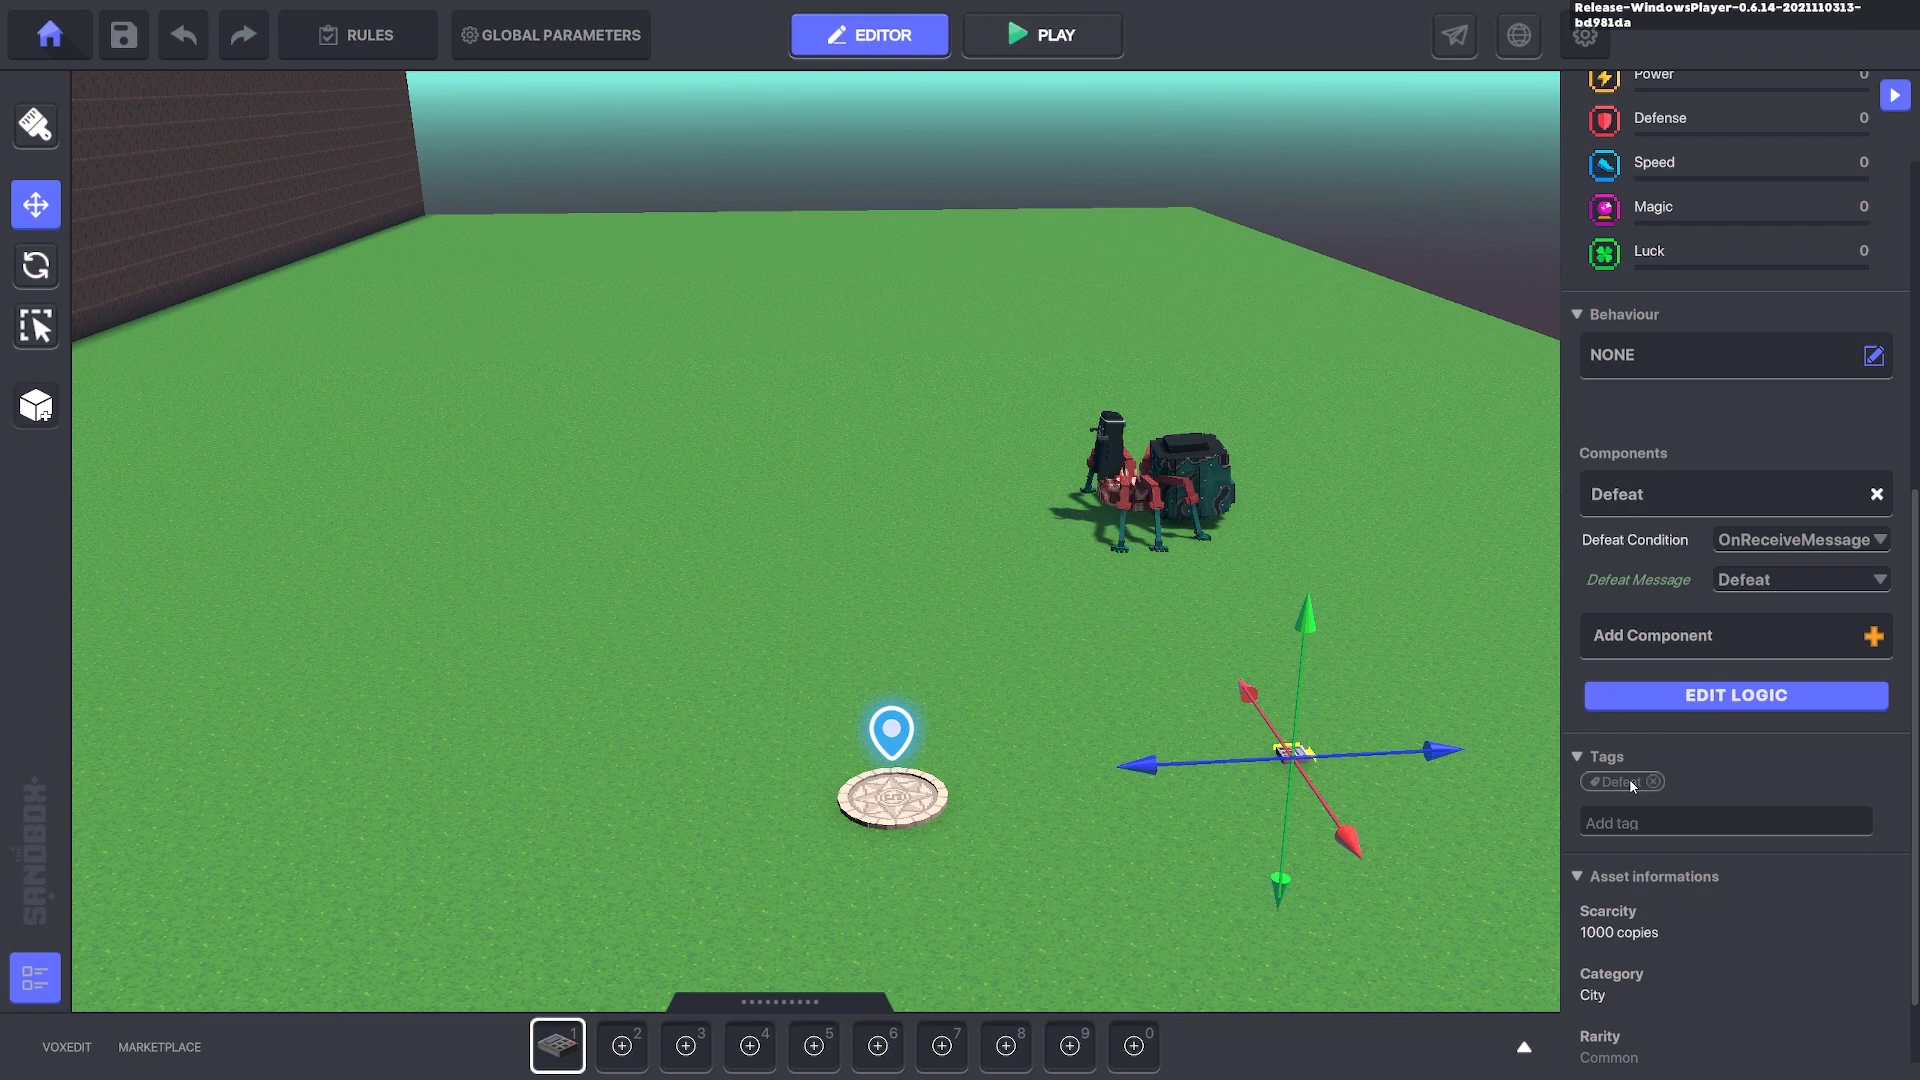 RULES
GLOBAL PARAMETERS
EDITOR
PLAY
Release-WindowsPlayer-0.6.14-2021110313-
bd981da
Power 0
Defense 0
Speed 0
Magic 0
Luck 0
Behaviour
NONE
Components
Defeat
Defeat Condition OnReceiveMessage
Defeat Message Defeat
Add Component
EDIT LOGIC
Tags
Defeat
Add tag
Asset informations
Scarcity
1000 copies
Category
City
Rarity
Common
THE SANDBOX
VOXEDIT MARKETPLACE
1 2 3 4 5 6 7 8 9 0